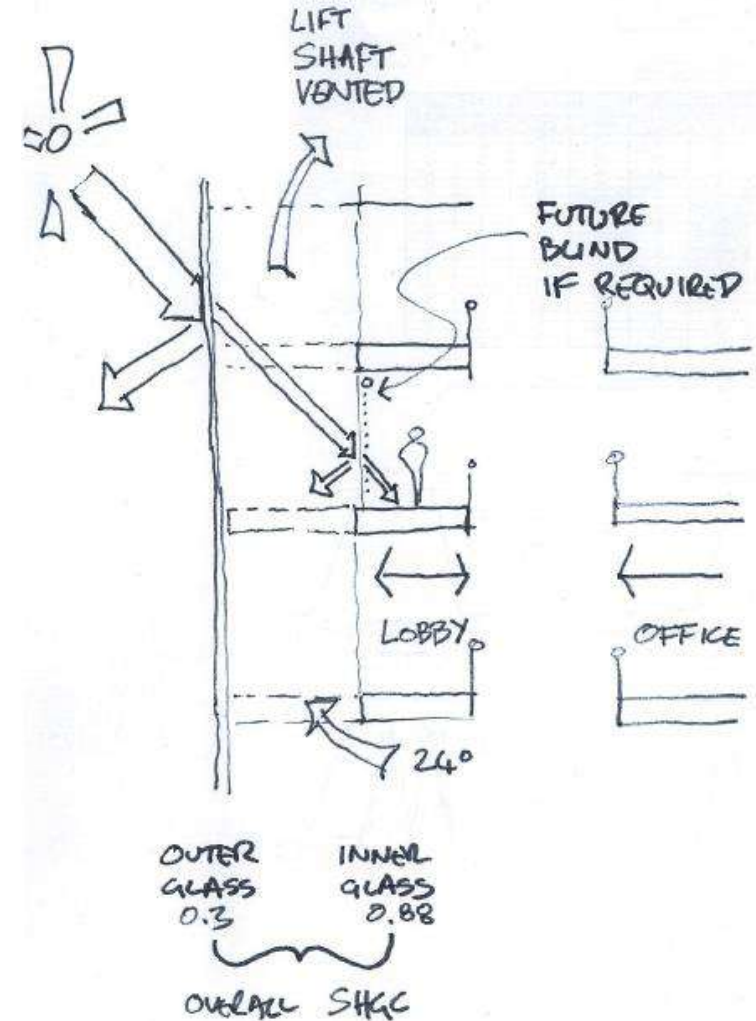 LIFT
SHAFT
VENTED
FUTURE
BLIND
IF REQUIRED
LOBBY
OFFICE
24°
OUTER
GLASS
0.3
INNER
GLASS
0.88
OVERALL SHGC